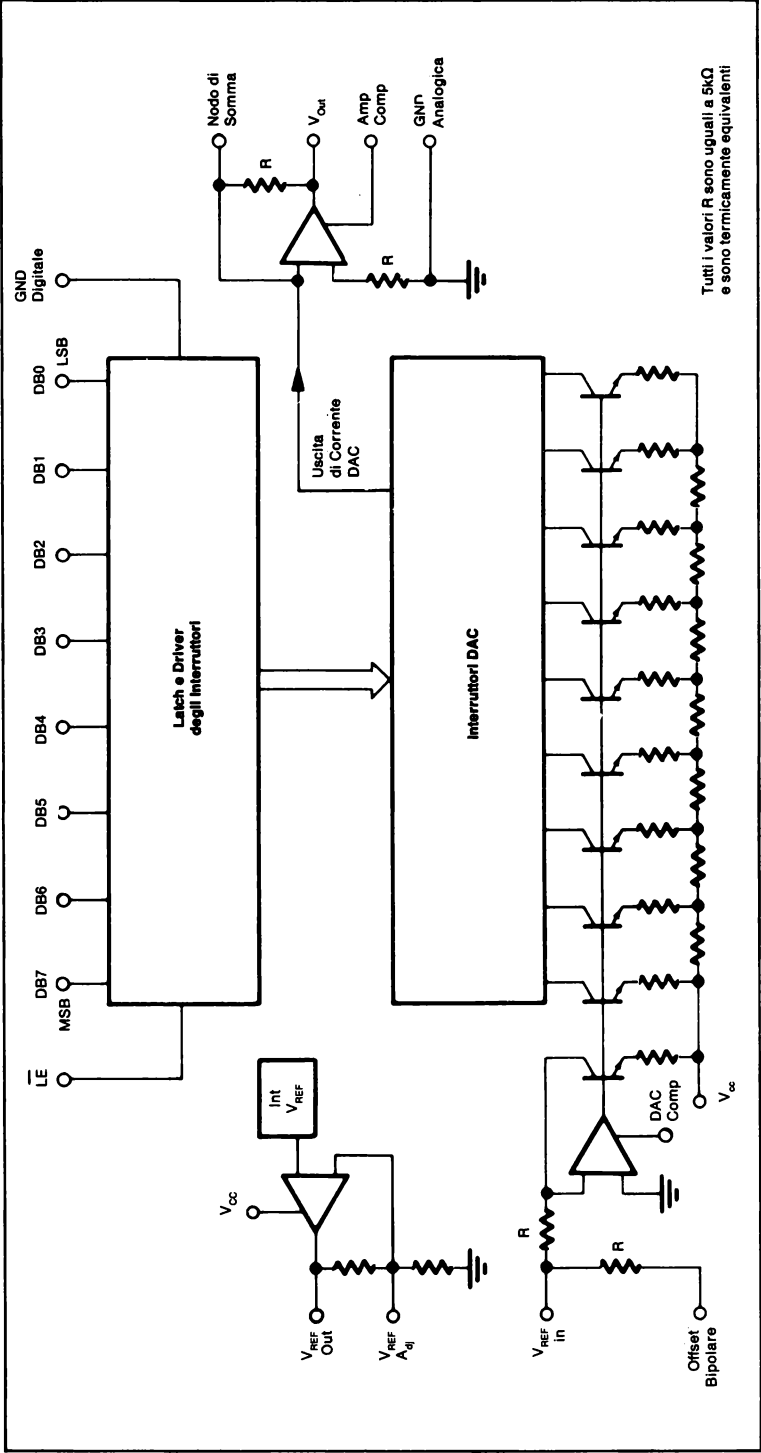 LE
MSB
DB7
DB6
DB5
DB4
DB3
DB2
DB1
DB0
LSB
GND
Digitale
Latch e Driver
degli Interruttori
Int
VREF
VCC
VREF
Out
VREF
Adj
Uscita
di Corrente
DAC
R
R
Nodo di
Somma
VOut
Amp
Comp
GND
Analogica
Interruttori DAC
VREF
in
R
R
Offset
Bipolare
DAC
Comp
Vcc
Tutti i valori R sono uguali a 5kΩ
e sono termicamente equivalenti